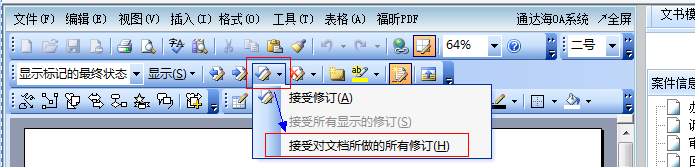 文件(F) 编辑(E) 视图(V) 插入(I) 格式(O) 工具(T) 表格(A) 福昕PDF 通达海OA系统 ↗全屏
文书模
64% 二号
显示标记的最终状态 显示(S)
案件信息
接受修订(A)
接受所有显示的修订(S)
接受对文档所做的所有修订(H)